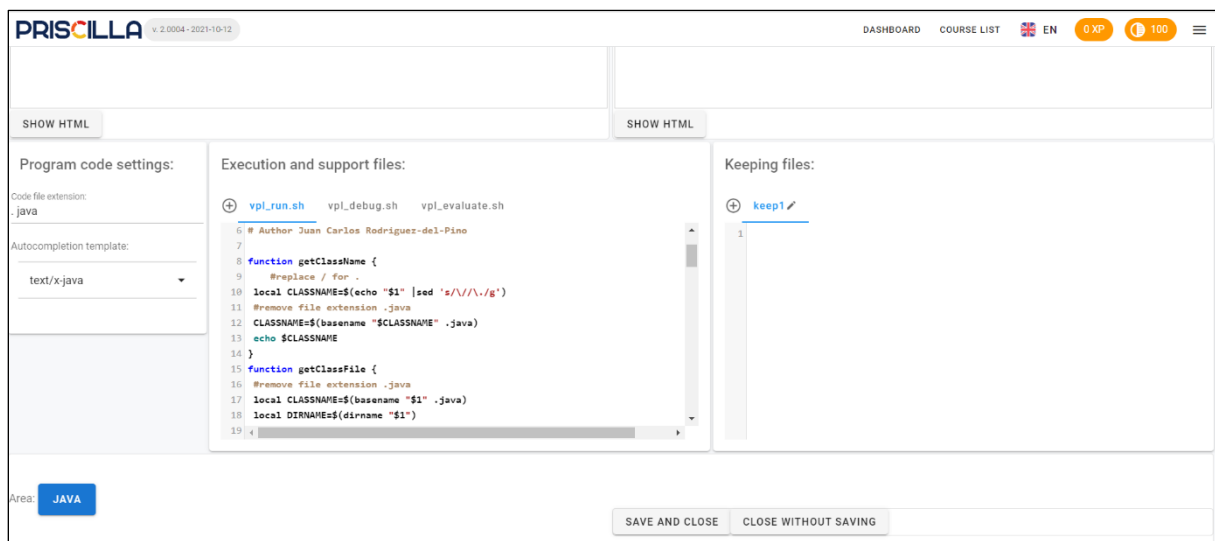 PRISCILLA v. 2.0004 - 2021-10-12 DASHBOARD COURSE LIST EN 0 XP 100
SHOW HTML SHOW HTML
Program code settings:
Code file extension:
. java
Autocompletion template:
text/x-java
Execution and support files:
vpl_run.sh vpl_debug.sh vpl_evaluate.sh
6 # Author Juan Carlos Rodriguez-del-Pino
7
8 function getClassName {
9 #replace / for .
10 local CLASSNAME=$(echo "$1" |sed 's/\//\./g')
11 #remove file extension .java
12 CLASSNAME=$(basename "$CLASSNAME" .java)
13 echo $CLASSNAME
14 }
15 function getClassFile {
16 #remove file extension .java
17 local CLASSNAME=$(basename "$1" .java)
18 local DIRNAME=$(dirname "$1")
19
Keeping files:
keep1
1
Area: JAVA
SAVE AND CLOSE CLOSE WITHOUT SAVING